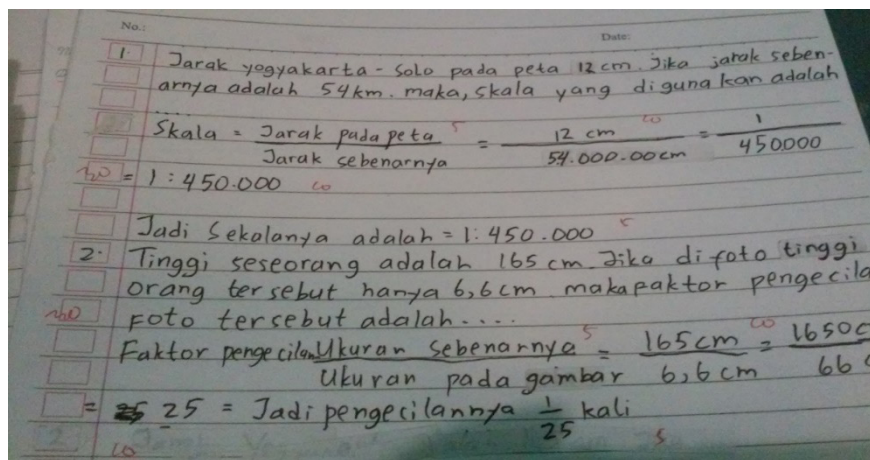 No.:
Date:
1. Jarak yogyakarta - Solo pada peta 12 cm. Jika jarak seben-
arnya adalah 54 km. maka, skala yang digunakan adalah
Skala = Jarak pada peta / Jarak sebenarnya = 12 cm / 54.000.00 cm = 1 / 450000
= 1 : 450.000
Jadi Sekalanya adalah = 1 : 450.000
2. Tinggi seseorang adalah 165 cm. Jika di foto tinggi
orang tersebut hanya 6,6 cm makapaktor pengecila
Foto tersebut adalah....
Faktor pengecilan Ukuran sebenarnya / Ukuran pada gambar = 165 cm / 6,6 cm = 1650 c / 66 c
= 25 = Jadi pengecilannya 1/25 kali